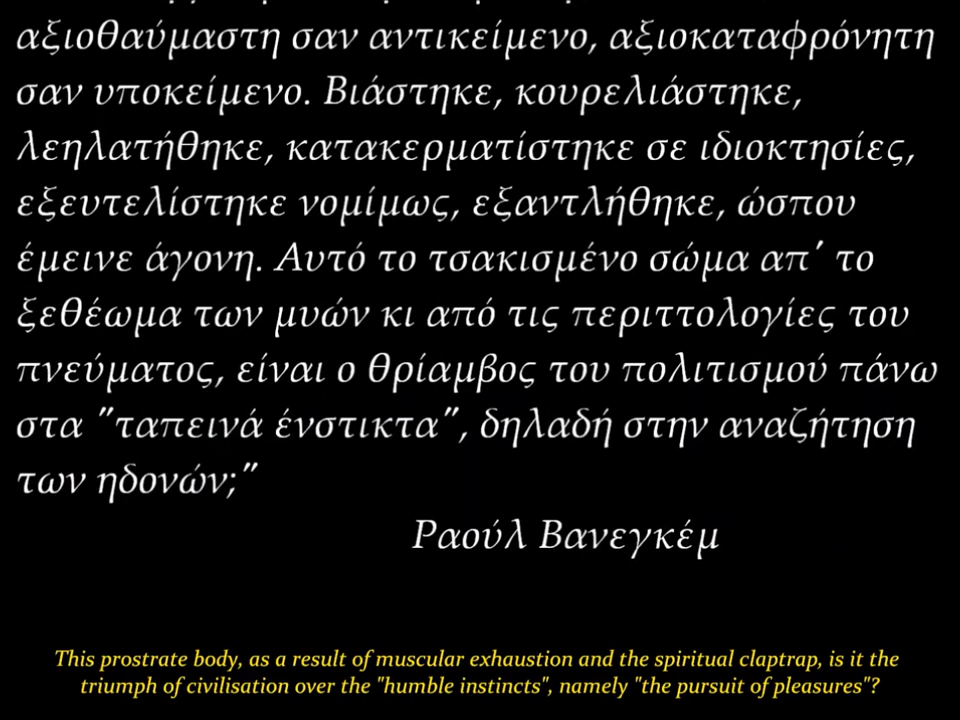 αξιοθαύμαστη σαν αντικείμενο, αξιοκαταφρόνητη
σαν υποκείμενο. Βιάστηκε, κουρελιάστηκε,
λεηλατήθηκε, κατακερματίστηκε σε ιδιοκτησίες,
εξευτελίστηκε νομίμως, εξαντλήθηκε, ώσπου
έμεινε άγονη. Αυτό το τσακισμένο σώμα απ' το
ξεθέωμα των μυών κι από τις περιττολογίες του
πνεύματος, είναι ο θρίαμβος του πολιτισμού πάνω
στα "ταπεινά ένστικτα", δηλαδή στην αναζήτηση
των ηδονών;"
Ραούλ Βανεγκέμ
This prostrate body, as a result of muscular exhaustion and the spiritual claptrap, is it the
triumph of civilisation over the "humble instincts", namely "the pursuit of pleasures"?